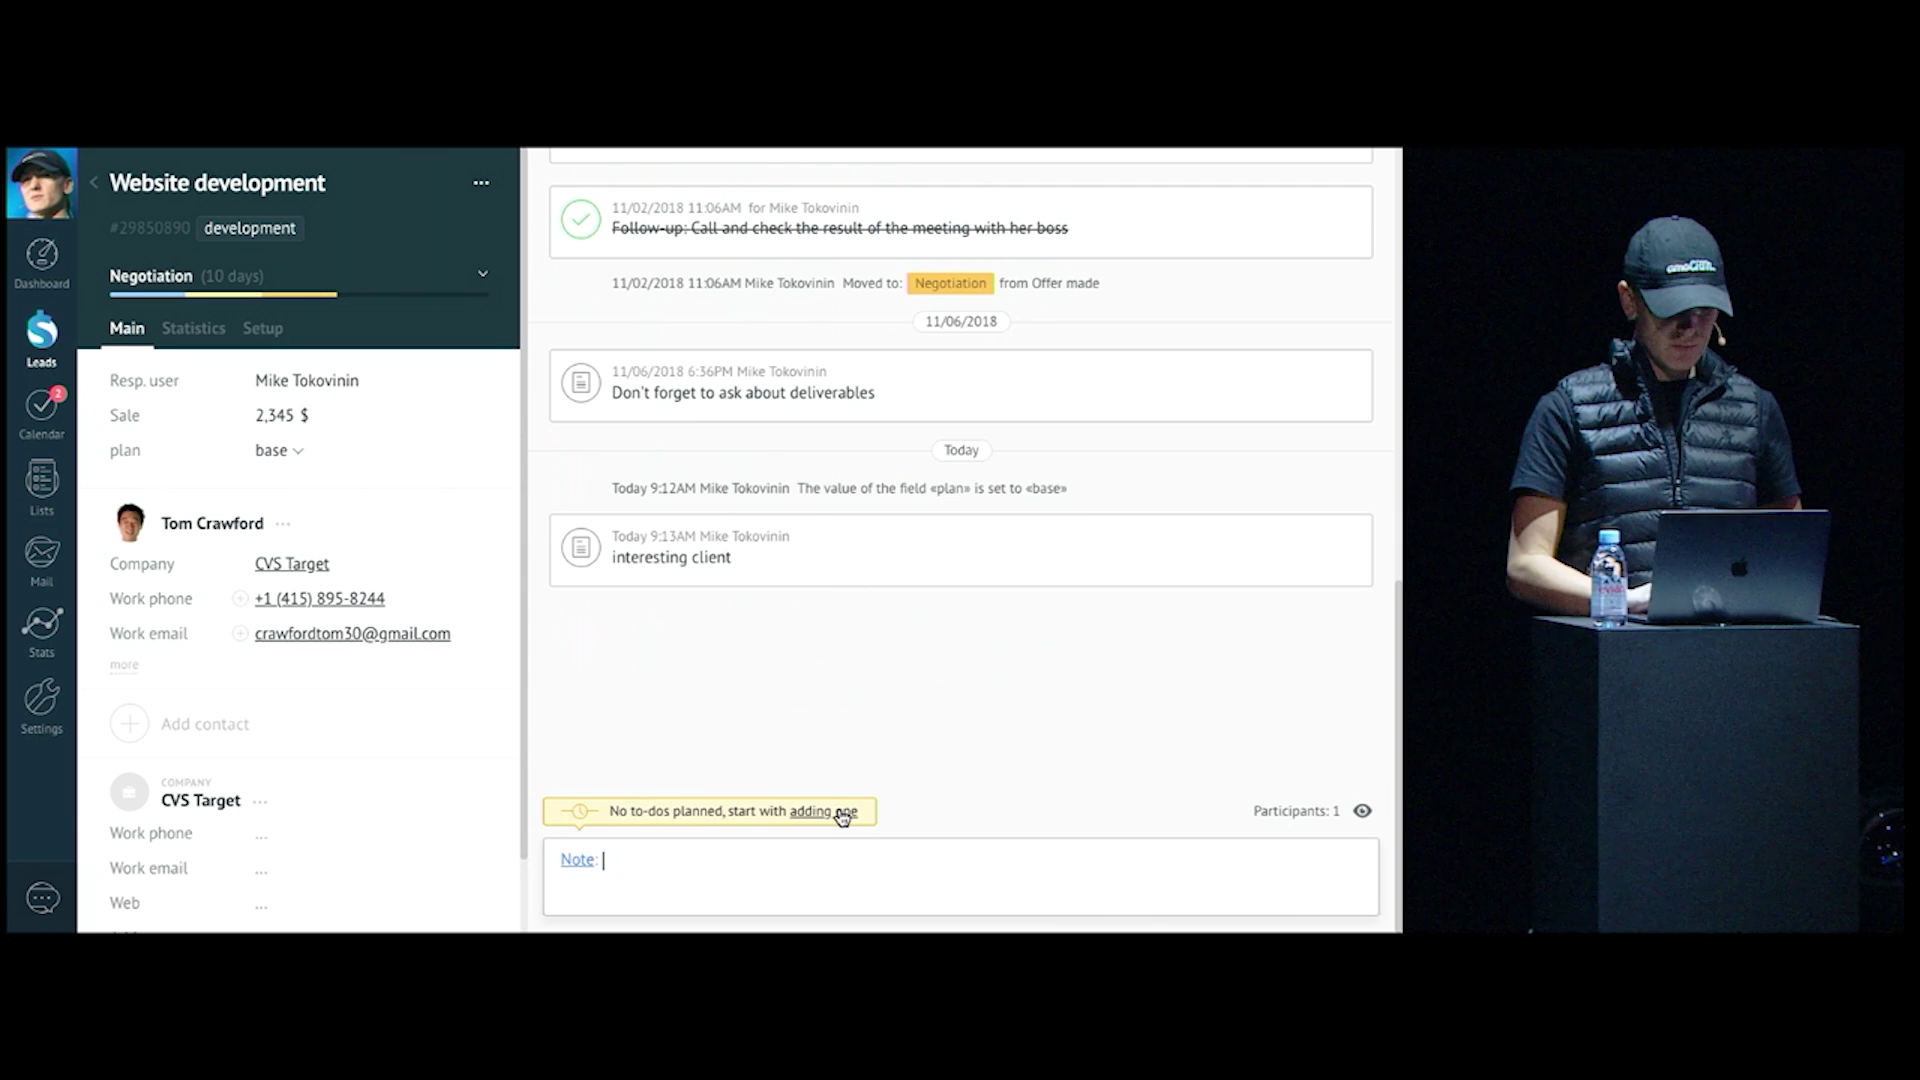 Website development
#29850890 development
Negotiation (10 days)
Main Statistics Setup
Dashboard
Leads
2
Calendar
Lists
Mail
Stats
Settings
Resp. user Mike Tokovinin
Sale 2,345 $
plan base
Tom Crawford ...
Company CVS Target
Work phone +1 (415) 895-8244
Work email crawfordtom30@gmail.com
more
Add contact
COMPANY
CVS Target ...
Work phone ...
Work email ...
Web ...
11/02/2018 11:06AM for Mike Tokovinin
Follow-up: Call and check the result of the meeting with her boss
11/02/2018 11:06AM Mike Tokovinin Moved to: Negotiation from Offer made
11/06/2018
11/06/2018 6:36PM Mike Tokovinin
Don't forget to ask about deliverables
Today
Today 9:12AM Mike Tokovinin The value of the field «plan» is set to «base»
Today 9:13AM Mike Tokovinin
interesting client
No to-dos planned, start with adding one
Participants: 1
Note:
amoCRM.
evian